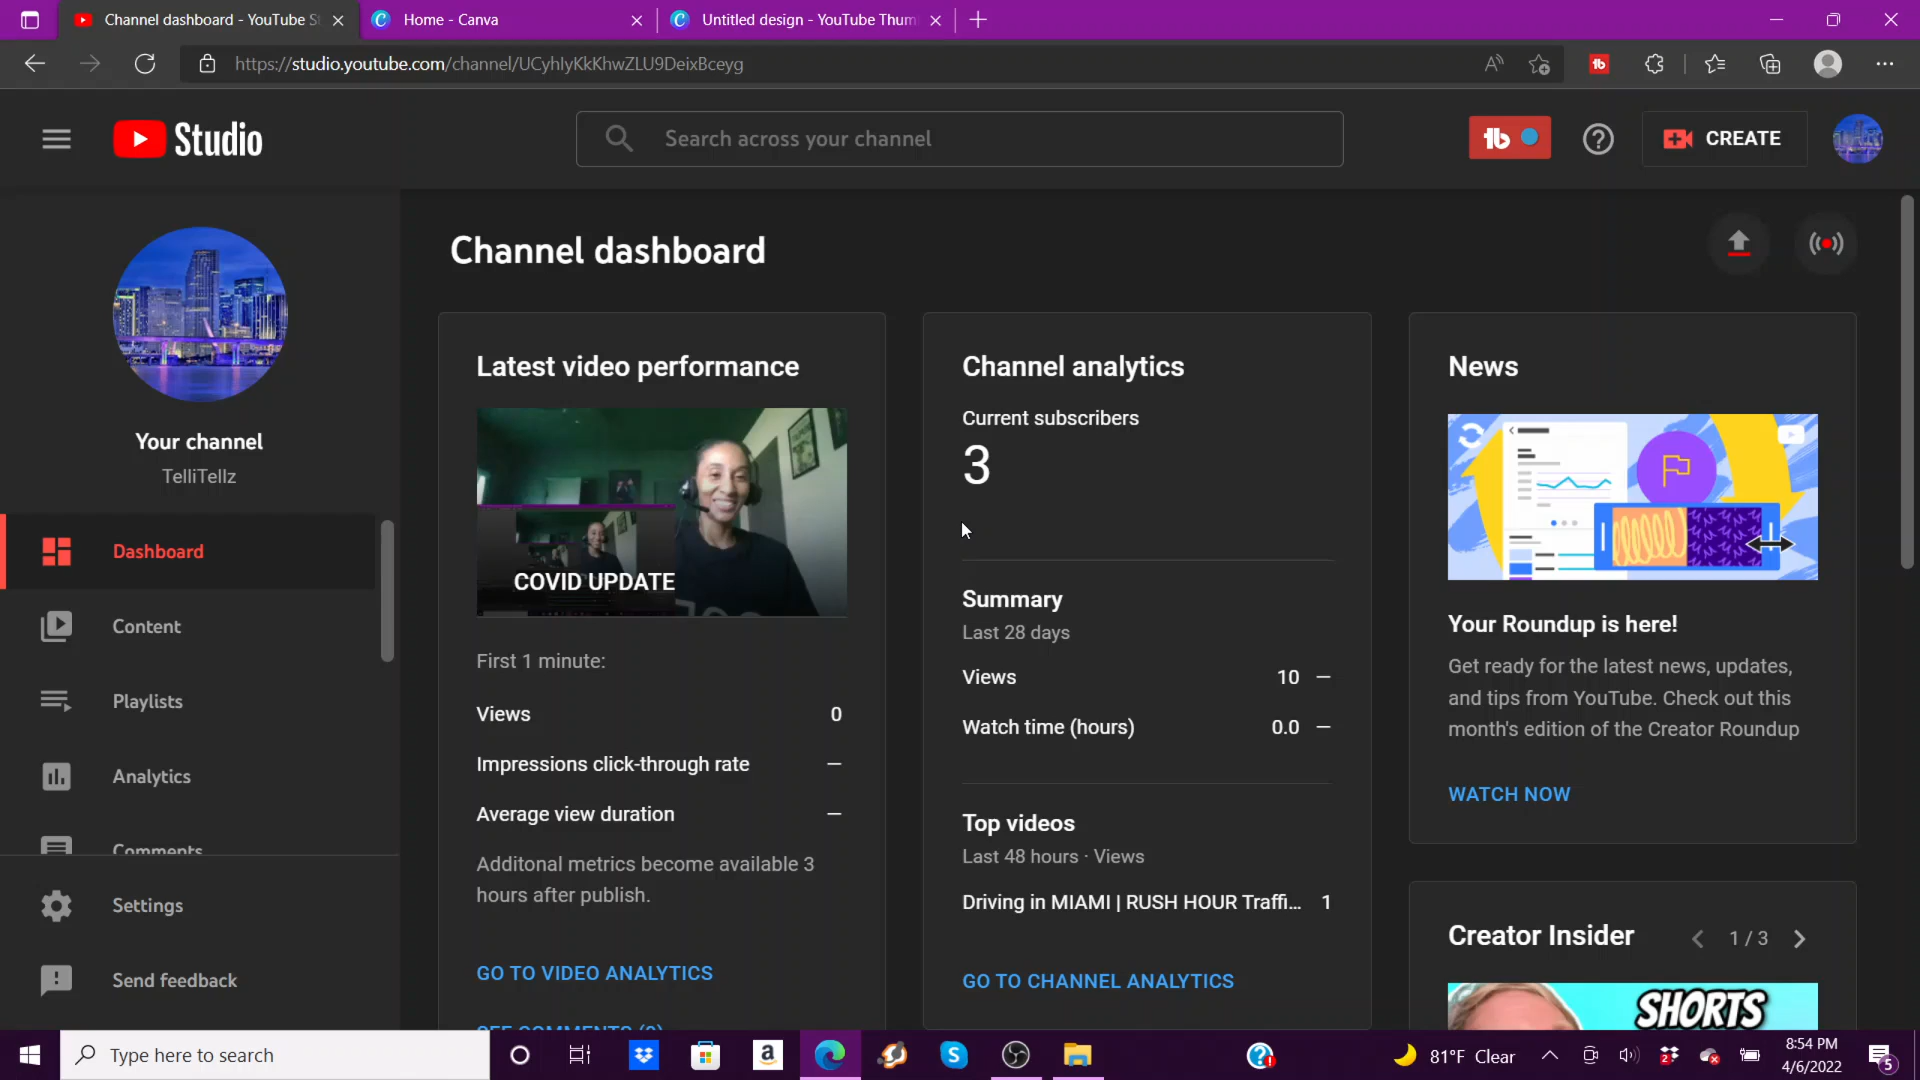 Channel dashboard - YouTube St
Home - Canva
Untitled design - YouTube Thum
https://studio.youtube.com/channel/UCyhlyKkKhwZLU9DeixBceyg
Studio
Search across your channel
CREATE
Your channel
TelliTellz
Dashboard
Content
Playlists
Analytics
Comments
Settings
Send feedback
Channel dashboard
Latest video performance
COVID UPDATE
First 1 minute:
Views 0
Impressions click-through rate —
Average view duration —
Additonal metrics become available 3
hours after publish.
GO TO VIDEO ANALYTICS
SEE COMMENTS (0)
Channel analytics
Current subscribers
3
Summary
Last 28 days
Views 10 —
Watch time (hours) 0.0 —
Top videos
Last 48 hours · Views
Driving in MIAMI | RUSH HOUR Traffi... 1
GO TO CHANNEL ANALYTICS
News
Your Roundup is here!
Get ready for the latest news, updates,
and tips from YouTube. Check out this
month's edition of the Creator Roundup
WATCH NOW
Creator Insider
1 / 3
SHORTS
Type here to search
81°F Clear
8:54 PM
4/6/2022
5